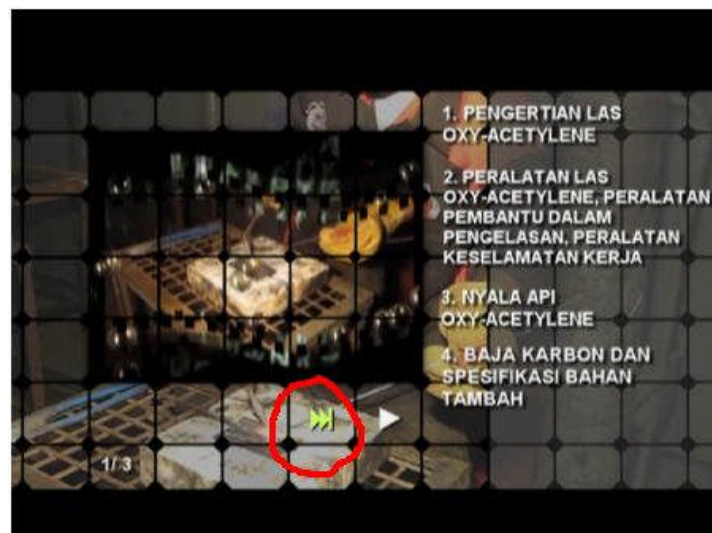 1. PENGERTIAN LAS
OXY-ACETYLENE
2. PERALATAN LAS
OXY-ACETYLENE, PERALATAN
PEMBANTU DALAM
PENGELASAN, PERALATAN
KESELAMATAN KERJA
3. NYALA API
OXY-ACETYLENE
4. BAJA KARBON DAN
SPESIFIKASI BAHAN
TAMBAH
1/ 3